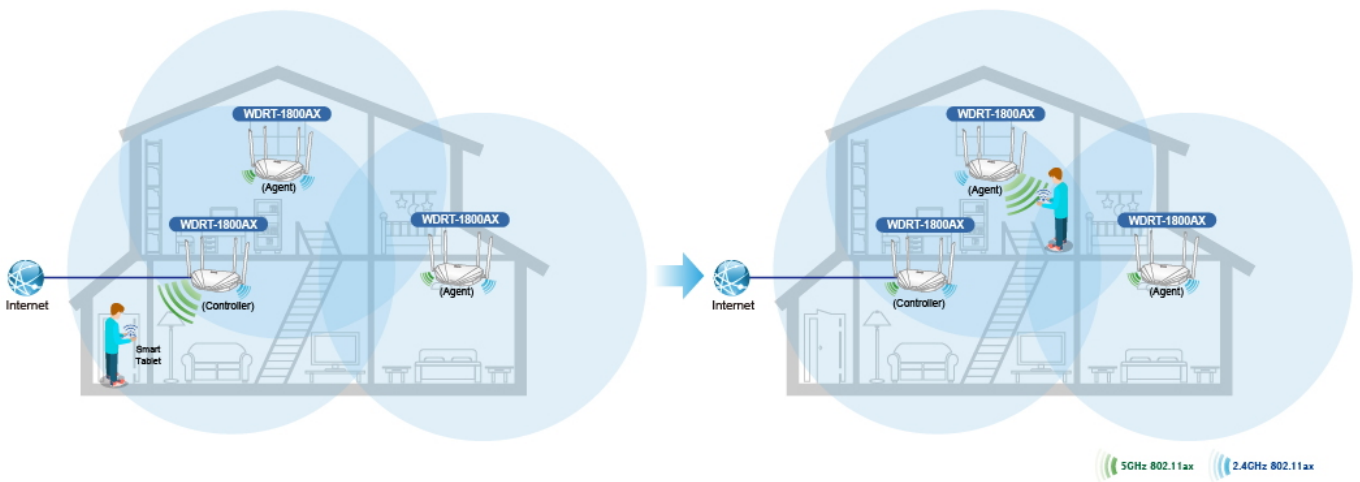 WDRT-1800AX
(Agent)
WDRT-1800AX
(Controller)
WDRT-1800AX
(Agent)
Internet
Smart
Tablet
WDRT-1800AX
(Agent)
WDRT-1800AX
(Controller)
WDRT-1800AX
(Agent)
Internet
5GHz 802.11ax
2.4GHz 802.11ax